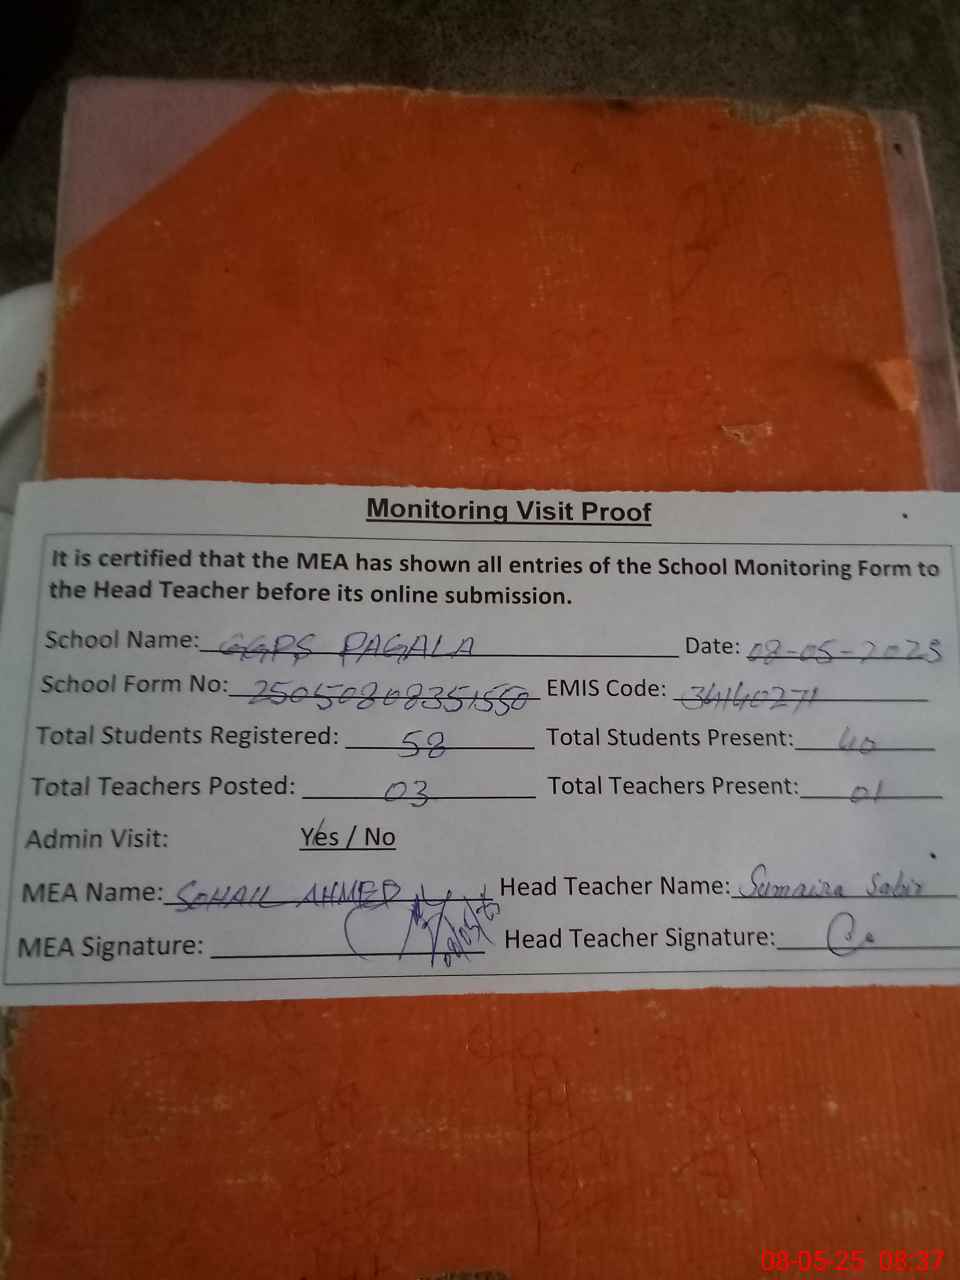 Monitoring Visit Proof
It is certified that the MEA has shown all entries of the School Monitoring Form to
the Head Teacher before its online submission.
School Name: GGPS PAGALA Date: 08-05-2025
School Form No: 25050808351550 EMIS Code: 34140271
Total Students Registered: 58 Total Students Present: 40
Total Teachers Posted: 03 Total Teachers Present: 01
Admin Visit: Yes / No
MEA Name: SOHAIL AHMED Head Teacher Name: Sumaira Sabir
MEA Signature: 08/05/25 Head Teacher Signature:
08-05-25 08:37